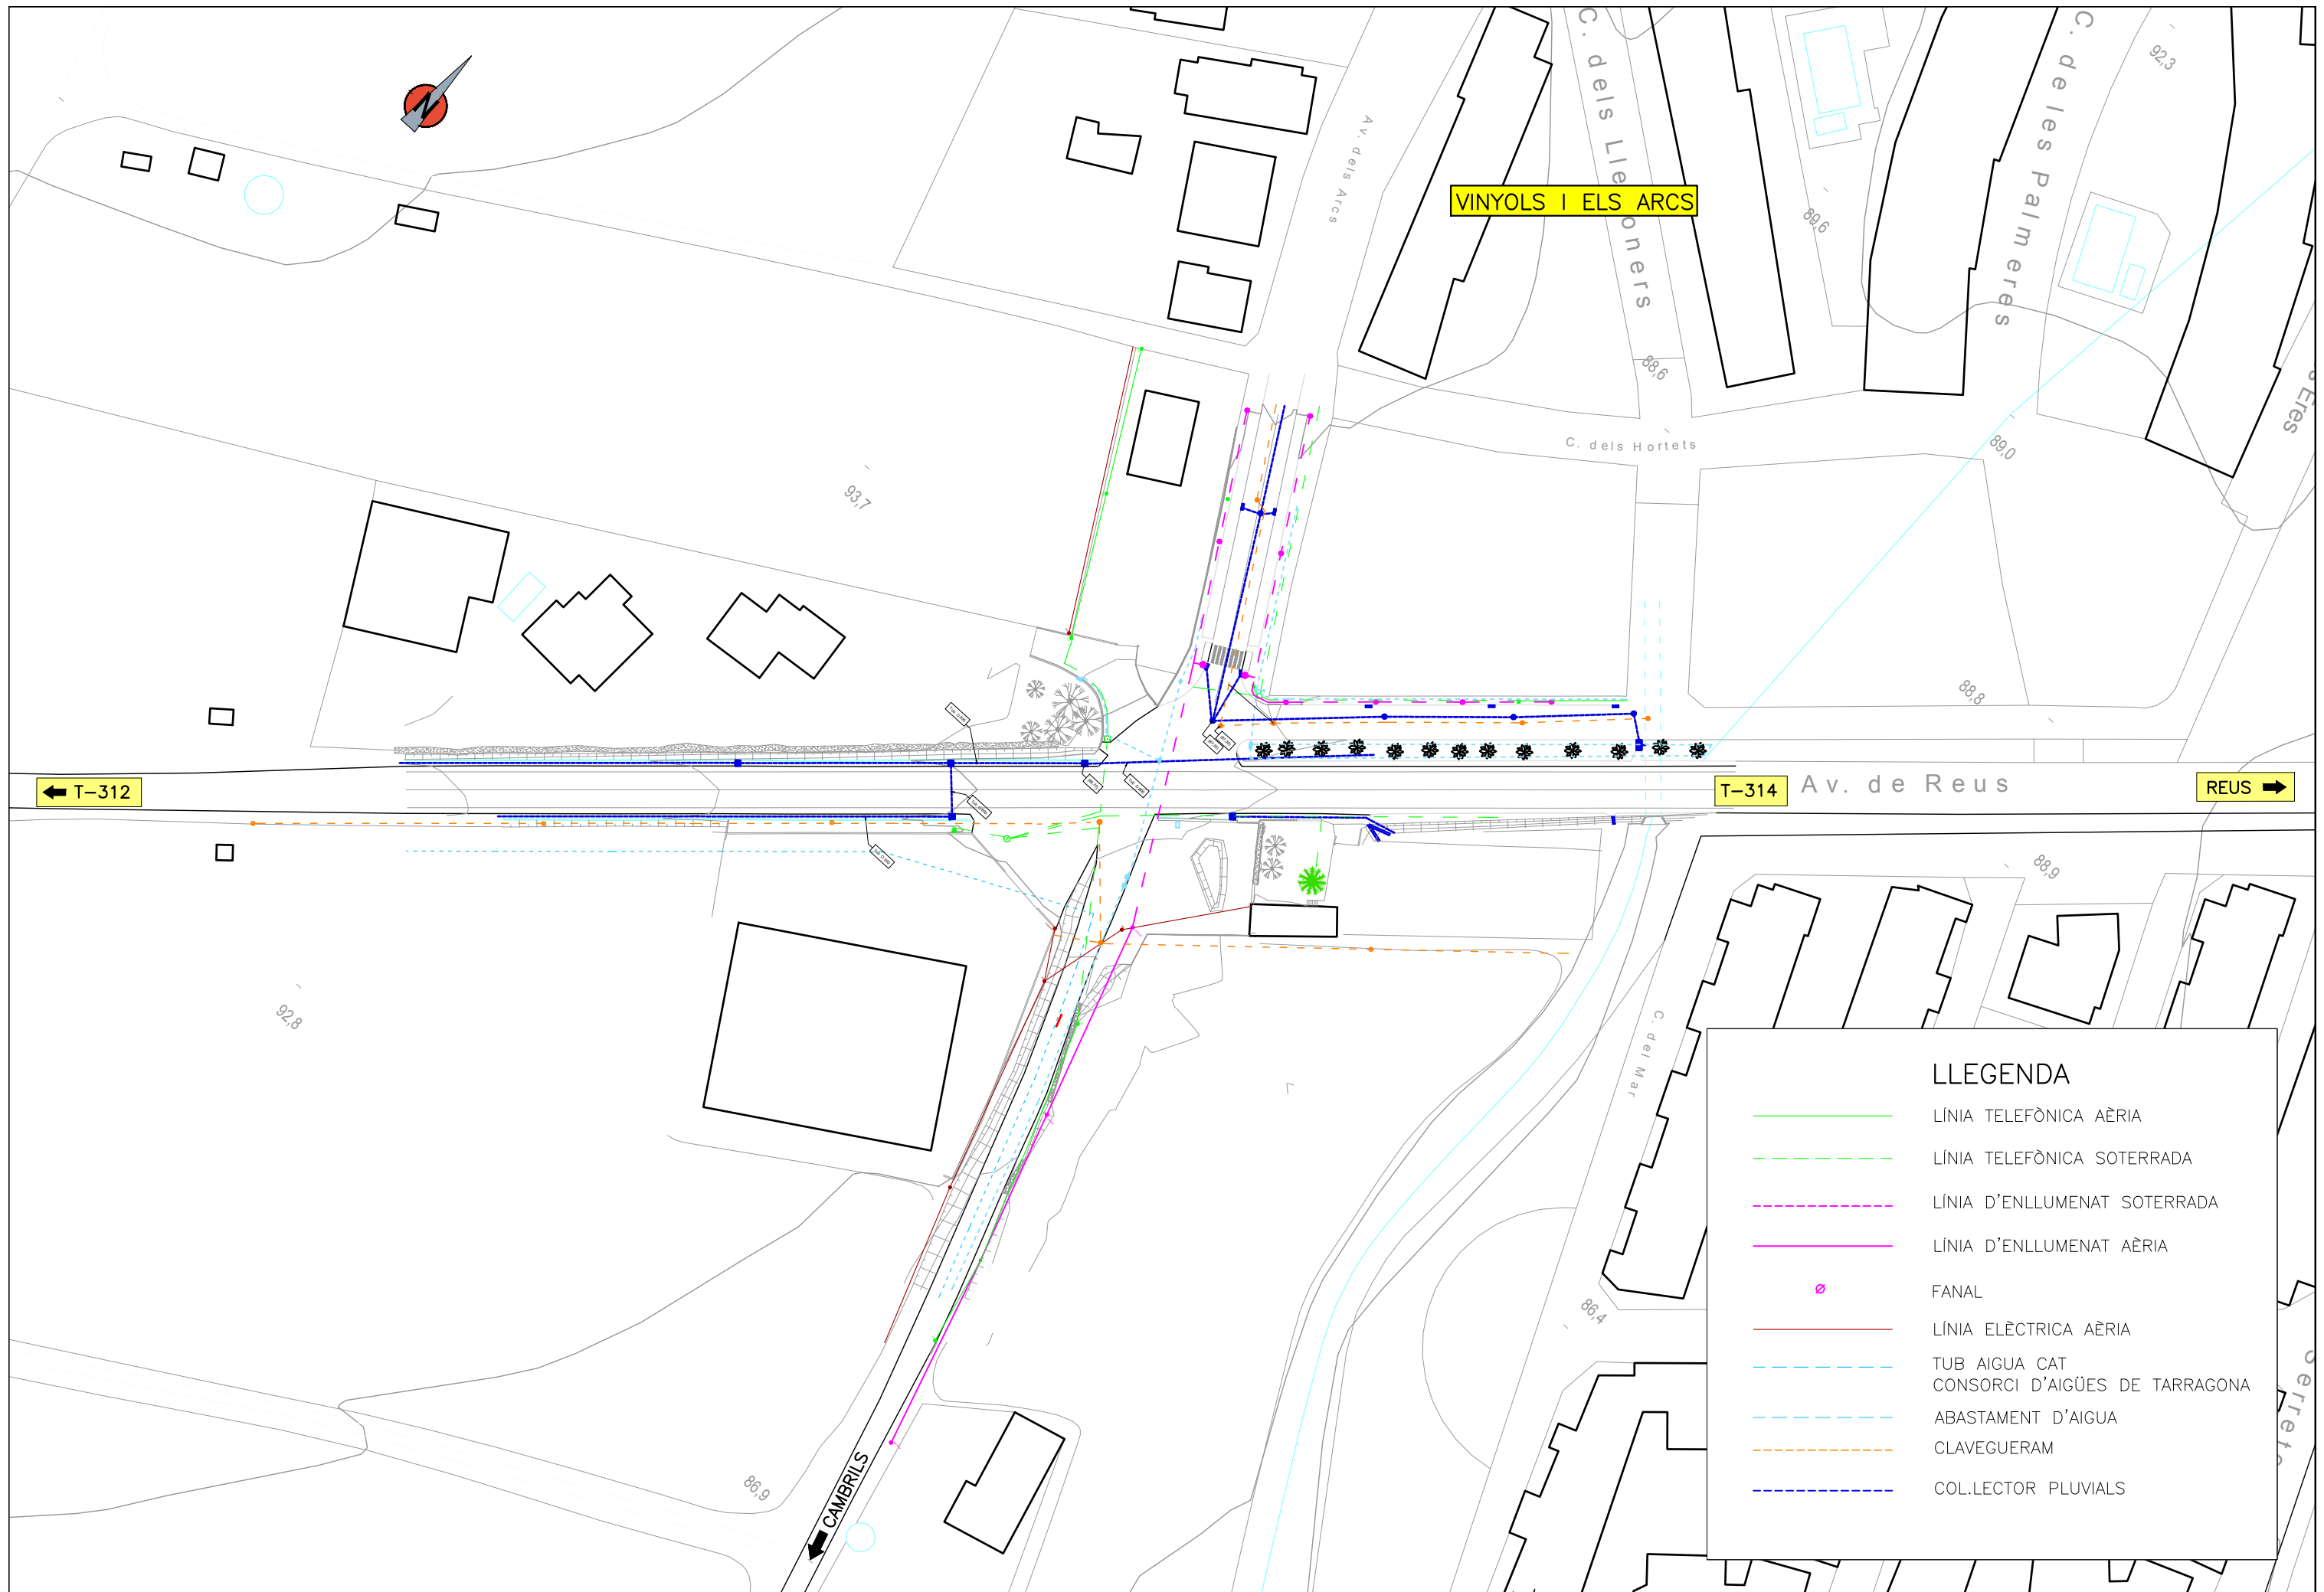 N
Av. dels Arcs
C. dels Lledoners
C. de les Palmeres
92,3
VINYOLS I ELS ARCS
89,6
88,6
C. dels Hortets
89,0
s Eres
93,7
88,8
T-312
T-314
Av. de Reus
REUS
88,9
92,8
C. del Mar
86,4
86,9
CAMBRILS
LLEGENDA
LÍNIA TELEFÒNICA AÈRIA
LÍNIA TELEFÒNICA SOTERRADA
LÍNIA D'ENLLUMENAT SOTERRADA
LÍNIA D'ENLLUMENAT AÈRIA
FANAL
LÍNIA ELÈCTRICA AÈRIA
TUB AIGUA CAT
CONSORCI D'AIGÜES DE TARRAGONA
ABASTAMENT D'AIGUA
CLAVEGUERAM
COL.LECTOR PLUVIALS